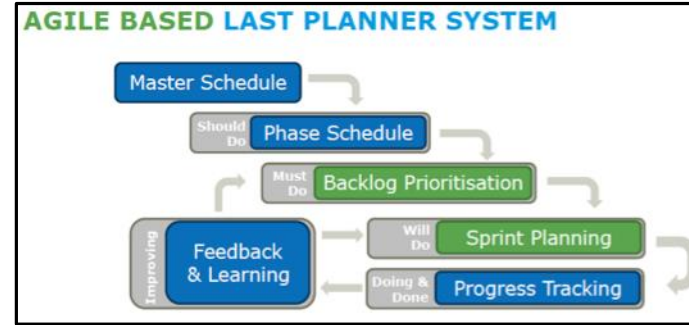 AGILE BASED LAST PLANNER SYSTEM
Master Schedule
Should
Do
Phase Schedule
Must
Do
Backlog Prioritisation
Will
Do
Sprint Planning
Improving
Feedback
& Learning
Doing &
Done
Progress Tracking